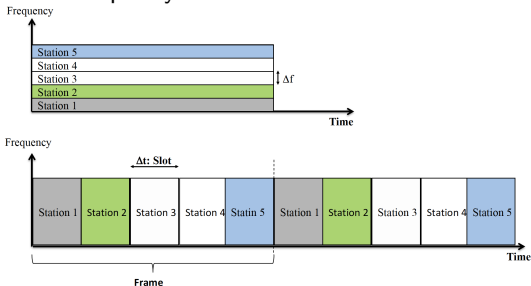 Frequency
Station 5
Station 4
Station 3
Δf
Station 2
Station 1
Time
Frequency
Δt: Slot
Station 1 Station 2 Station 3 Station 4 Statin 5 Station 1 Station 2 Station 3 Station 4 Station 5
Time
Frame